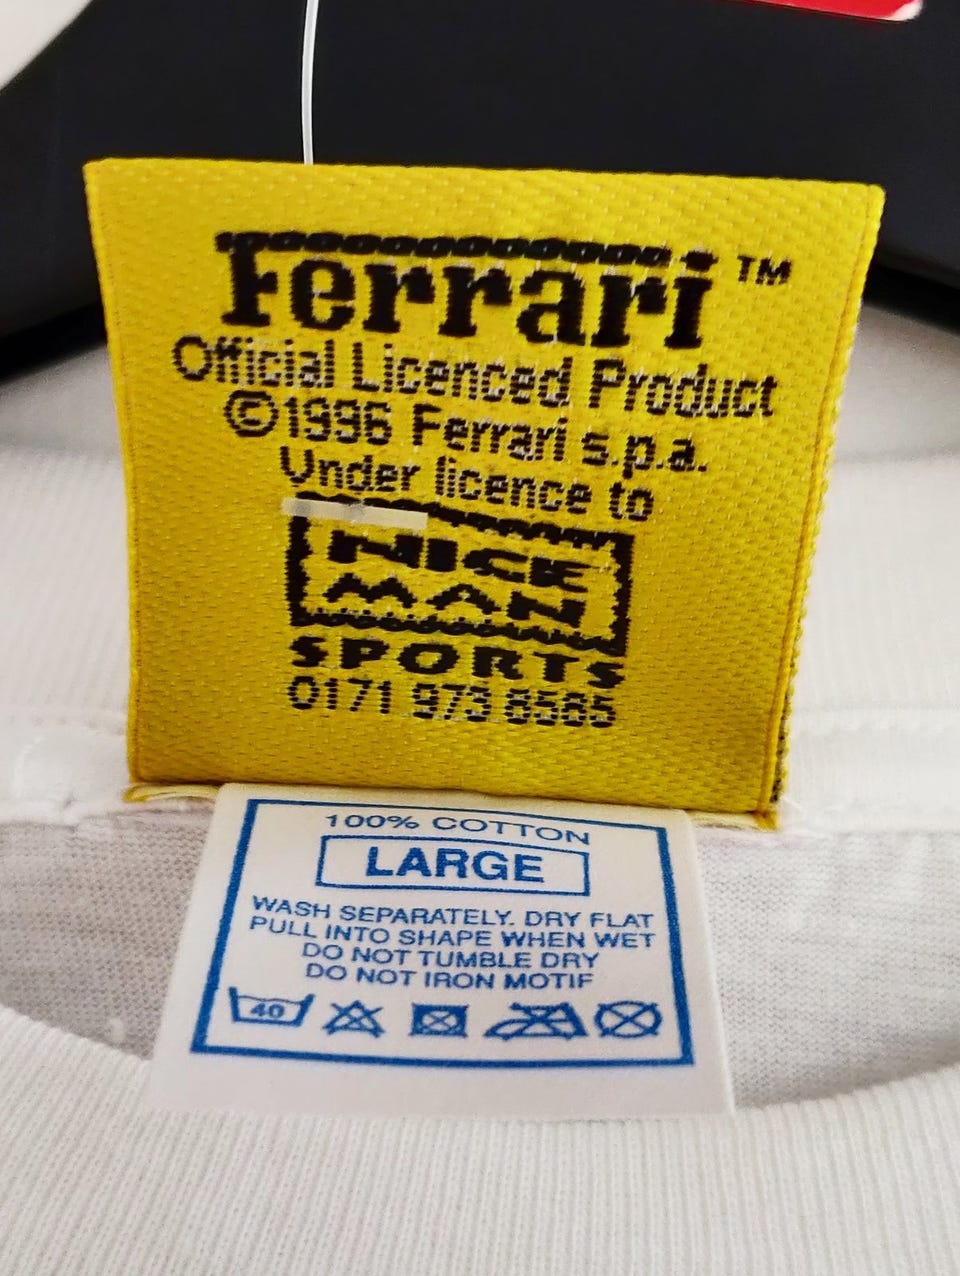 Ferrari™
Official Licenced Product
©1996 Ferrari s.p.a.
Under licence to
NICE
MAN
SPORTS
0171 973 8585
100% COTTON
LARGE
WASH SEPARATELY. DRY FLAT
PULL INTO SHAPE WHEN WET
DO NOT TUMBLE DRY
DO NOT IRON MOTIF
40